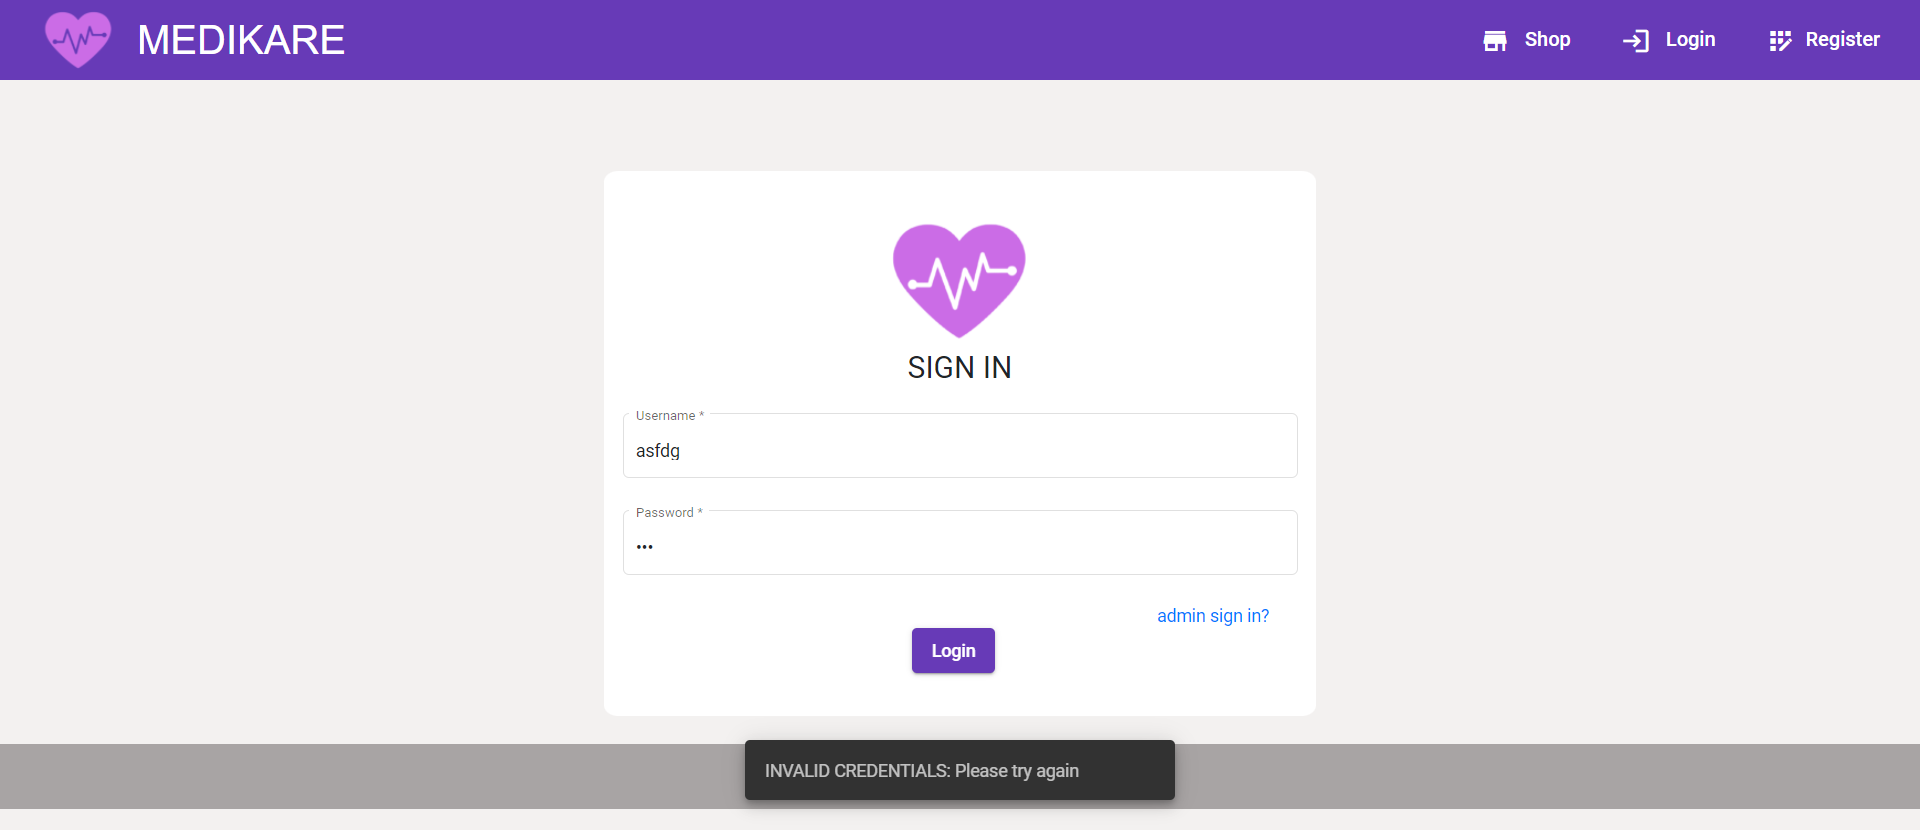 MEDIKARE
Shop
Login
Register
SIGN IN
Username *
asfdg
Password *
•••
admin sign in?
Login
INVALID CREDENTIALS: Please try again